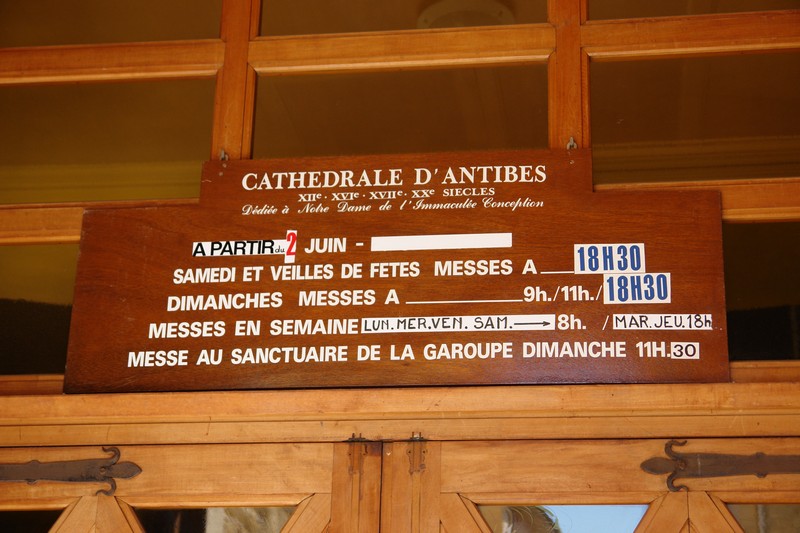 CATHEDRALE D'ANTIBES
XIIe - XVIe - XVIIe - XXe SIECLES
Dédiée à Notre Dame de l'Immaculée Conception
A PARTIR du 2 JUIN -
SAMEDI ET VEILLES DE FETES MESSES A ___ 18H30
DIMANCHES MESSES A ___ 9h./11h./18H30
MESSES EN SEMAINE LUN. MER. VEN. SAM. → 8h. / MAR. JEU. 18h
MESSE AU SANCTUAIRE DE LA GAROUPE DIMANCHE 11H.30